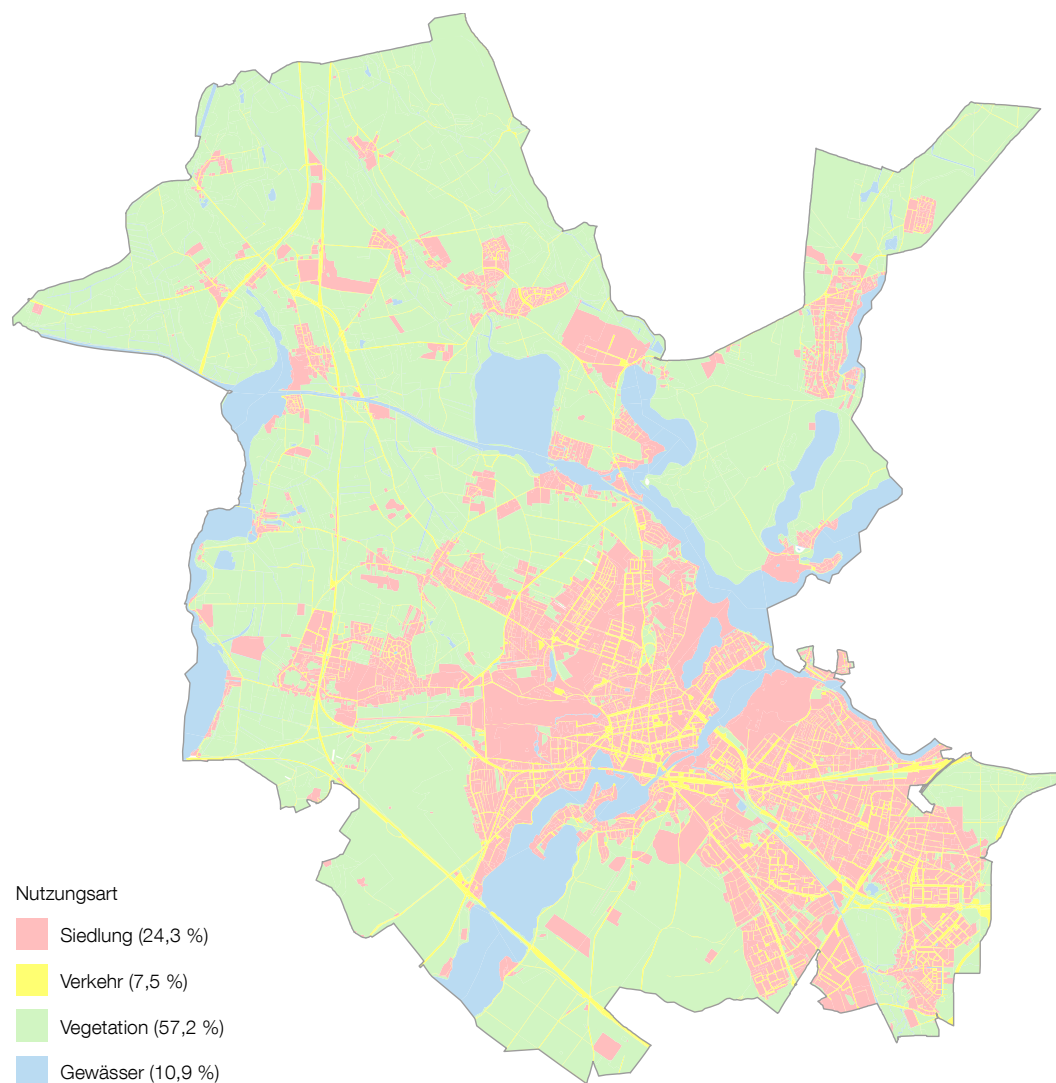 Nutzungsart
Siedlung (24,3 %)
Verkehr (7,5 %)
Vegetation (57,2 %)
Gewässer (10,9 %)